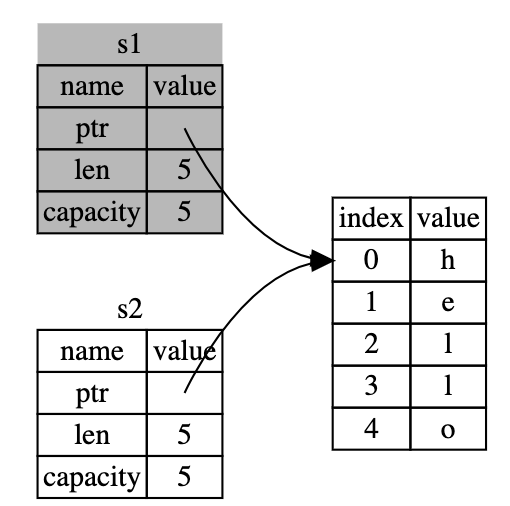 s1
name value
ptr
len 5
capacity 5
s2
name value
ptr
len 5
capacity 5
index value
0 h
1 e
2 l
3 l
4 o